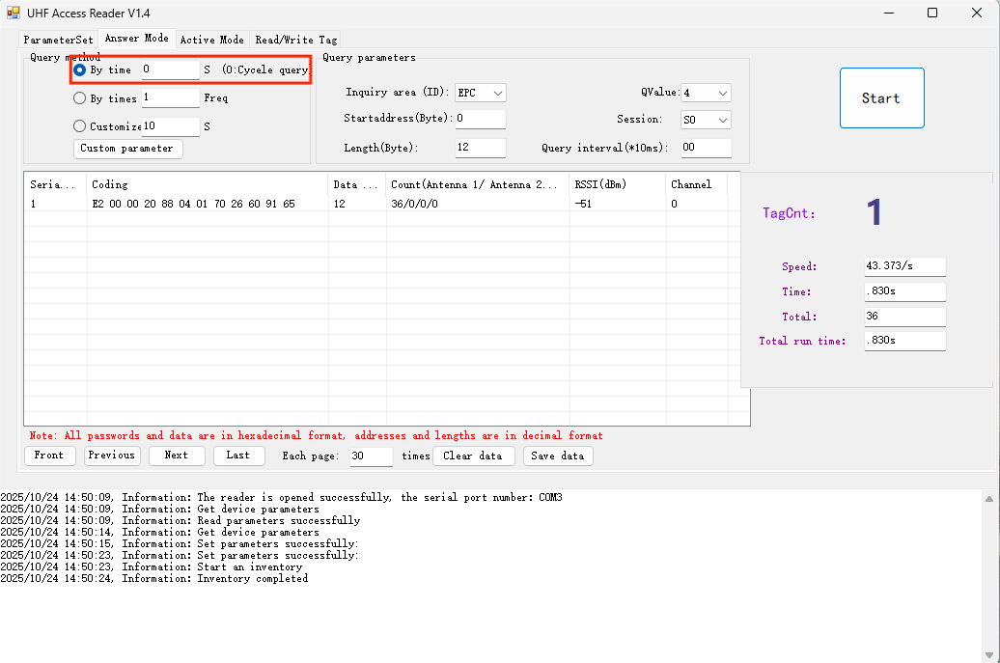 UHF Access Reader V1.4
ParameterSet Answer Mode Active Mode Read/Write Tag
Query method
By time 0 S (0:Cycele query
By times 1 Freq
Customize 10 S
Custom parameter
Query parameters
Inquiry area (ID): EPC
Startaddress(Byte): 0
Length(Byte): 12
QValue: 4
Session: S0
Query interval(*10ms): 00
Start
Seria... Coding Data ... Count(Antenna 1/ Antenna 2... RSSI(dBm) Channel
1 E2 00 00 20 88 04 01 70 26 60 91 65 12 36/0/0/0 -51 0
TagCnt: 1
Speed: 43.373/s
Time: .830s
Total: 36
Total run time: .830s
Note: All passwords and data are in hexadecimal format, addresses and lengths are in decimal format
Front Previous Next Last Each page: 30 times Clear data Save data
2025/10/24 14:50:09, Information: The reader is opened successfully, the serial port number: COM3
2025/10/24 14:50:09, Information: Get device parameters
2025/10/24 14:50:09, Information: Read parameters successfully
2025/10/24 14:50:14, Information: Get device parameters
2025/10/24 14:50:15, Information: Set parameters successfully:
2025/10/24 14:50:23, Information: Set parameters successfully:
2025/10/24 14:50:23, Information: Start an inventory
2025/10/24 14:50:24, Information: Inventory completed